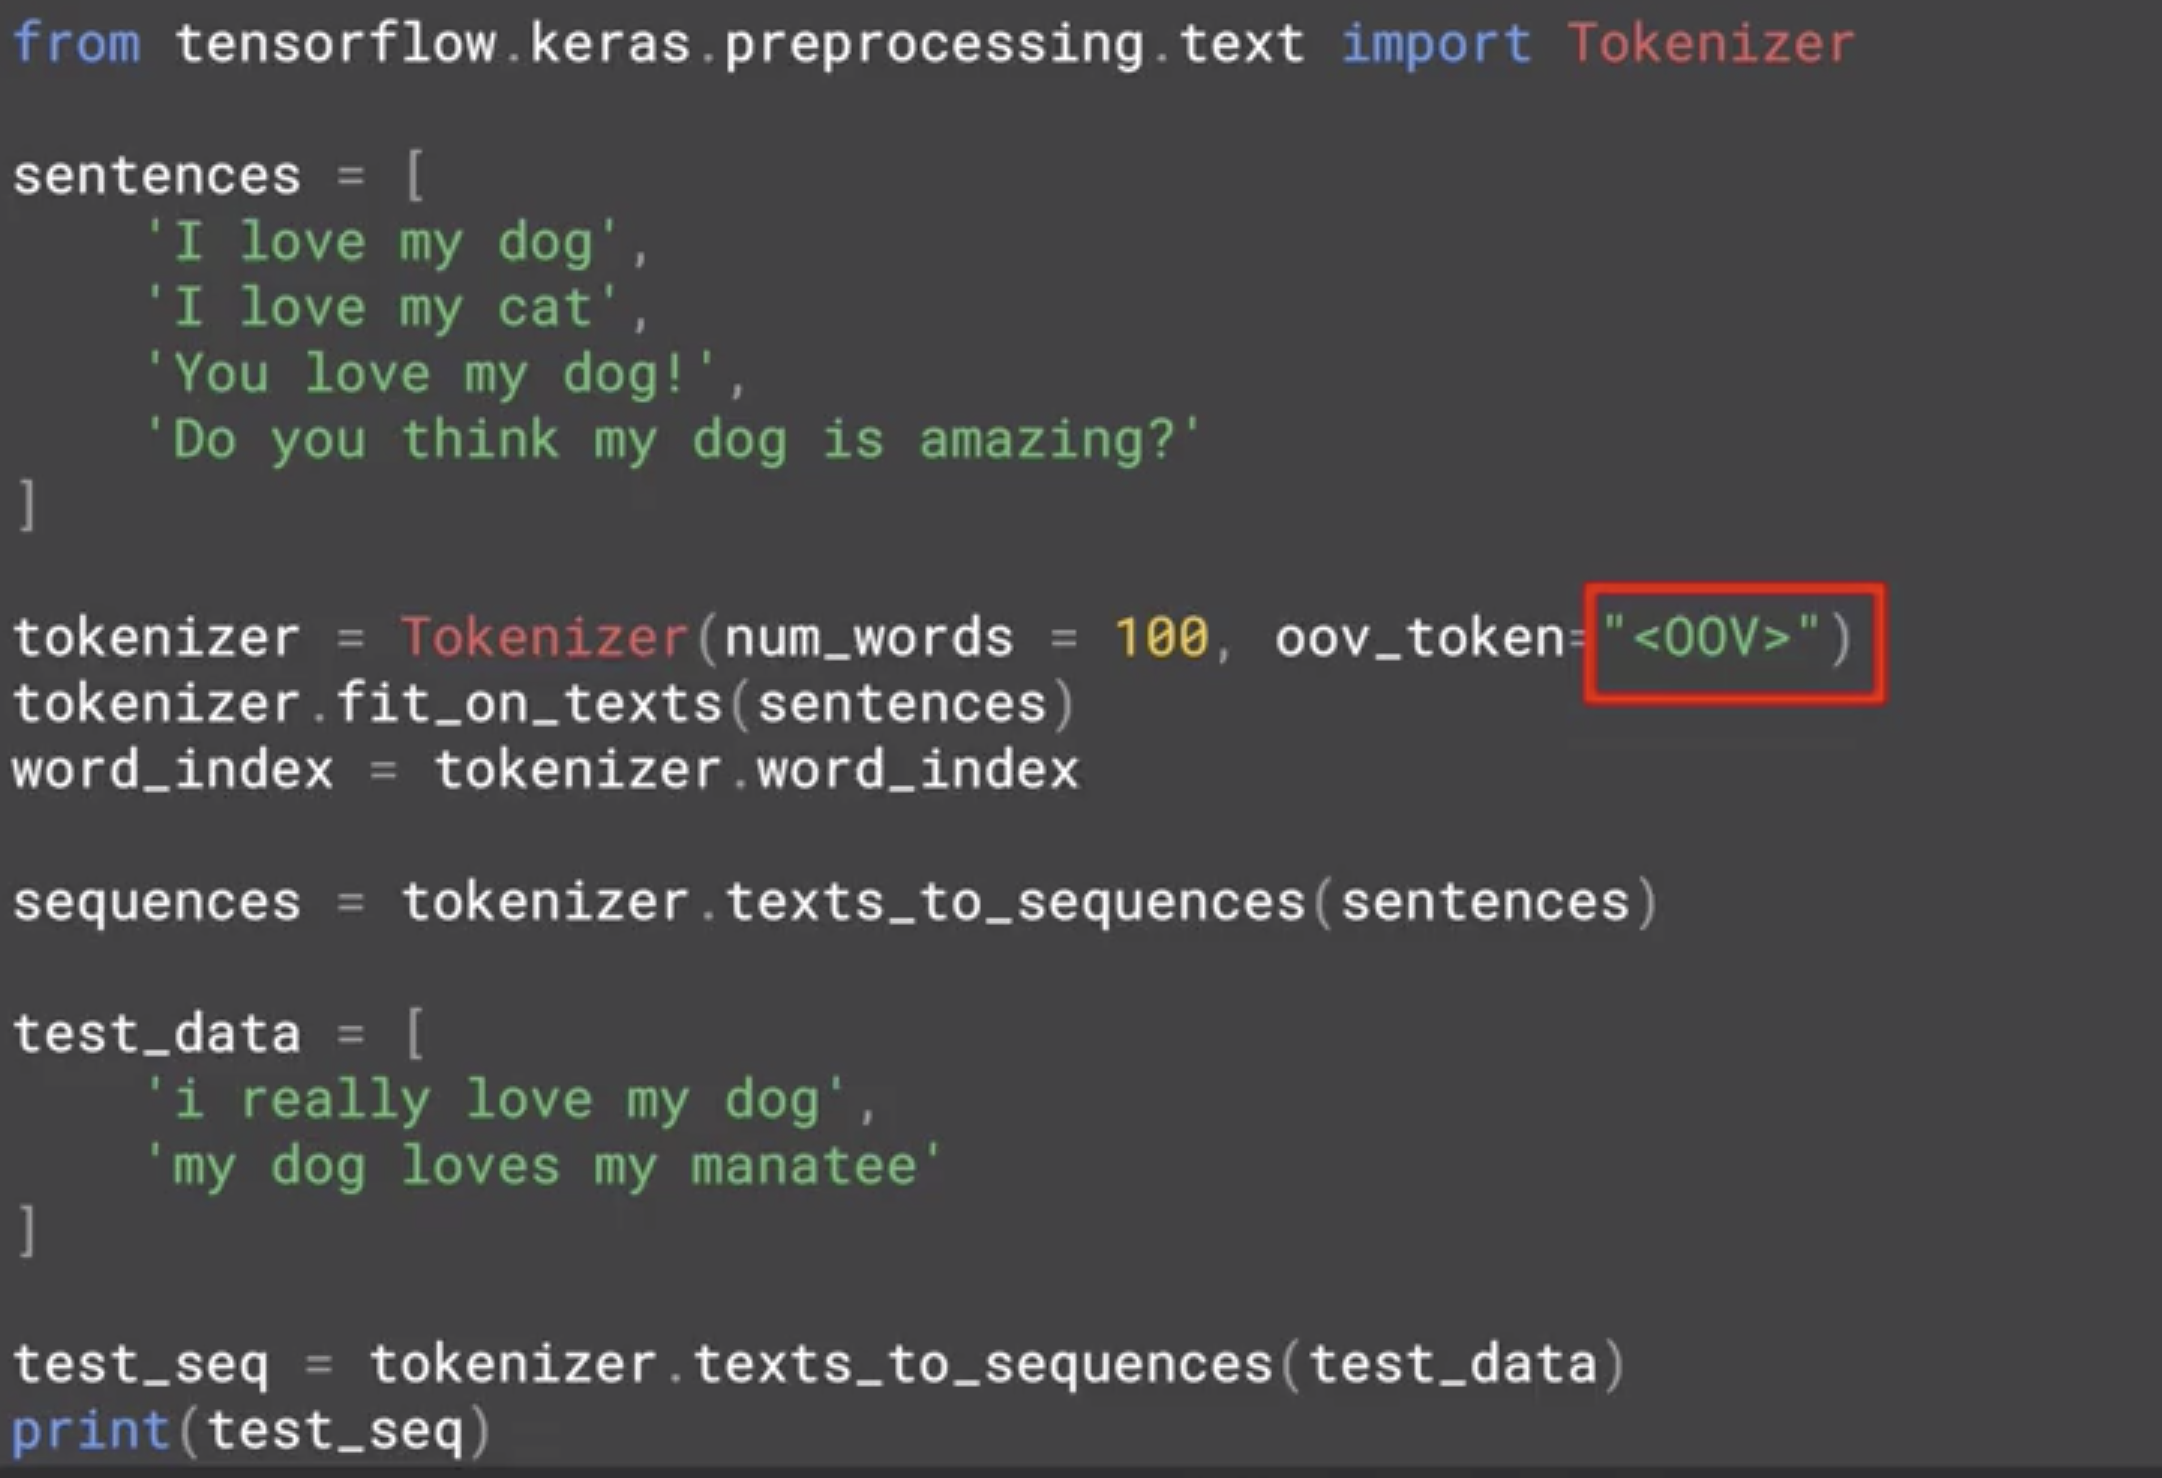 from tensorflow.keras.preprocessing.text import Tokenizer
sentences = [
    'I love my dog',
    'I love my cat',
    'You love my dog!',
    'Do you think my dog is amazing?'
]
tokenizer = Tokenizer(num_words = 100, oov_token="<OOV>")
tokenizer.fit_on_texts(sentences)
word_index = tokenizer.word_index
sequences = tokenizer.texts_to_sequences(sentences)
test_data = [
    'i really love my dog',
    'my dog loves my manatee'
]
test_seq = tokenizer.texts_to_sequences(test_data)
print(test_seq)